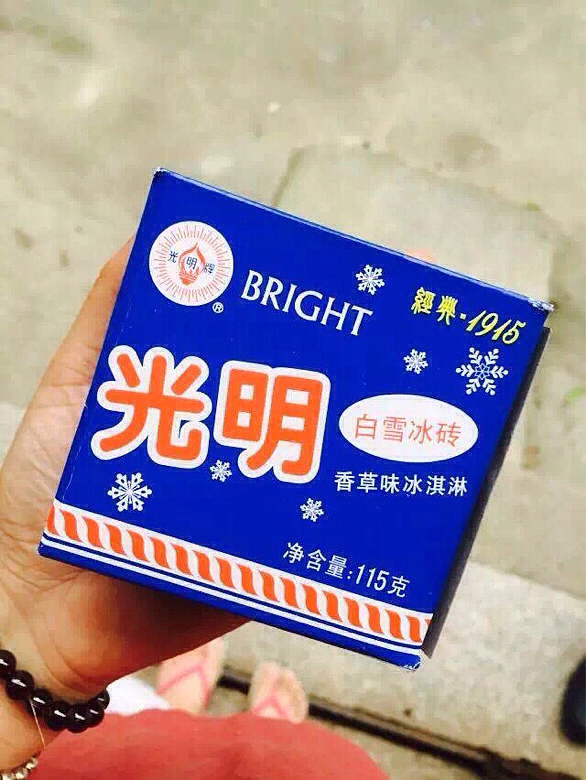 光明牌
®
BRIGHT
經典·1915
光明
白雪冰砖
香草味冰淇淋
净含量:115克